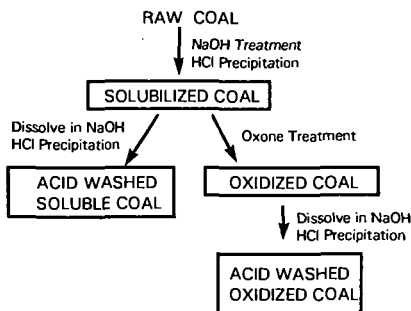 RAW COAL
NaOH Treatment
HCl Precipitation
SOLUBILIZED COAL
Dissolve in NaOH
HCl Precipitation
Oxone Treatment
ACID WASHED
SOLUBLE COAL
OXIDIZED COAL
Dissolve in NaOH
HCl Precipitation
ACID WASHED
OXIDIZED COAL